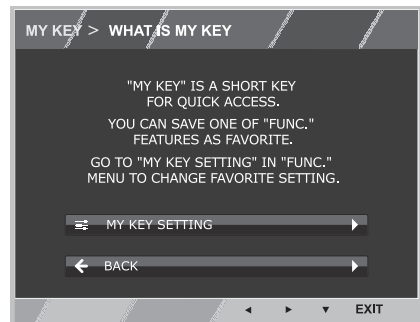 MY KEY > WHAT IS MY KEY
"MY KEY" IS A SHORT KEY
FOR QUICK ACCESS.
YOU CAN SAVE ONE OF "FUNC."
FEATURES AS FAVORITE.
GO TO "MY KEY SETTING" IN "FUNC."
MENU TO CHANGE FAVORITE SETTING.
MY KEY SETTING
BACK
EXIT